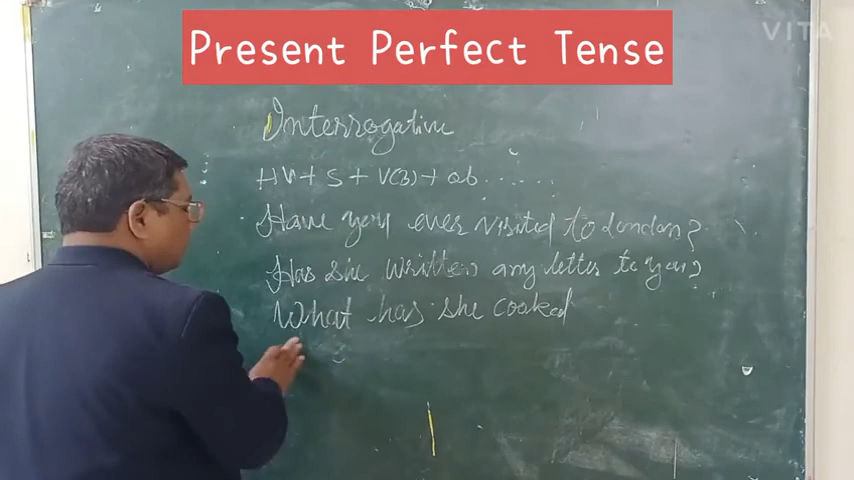 Present Perfect Tense
VITA
Interrogative
HV + S + V(3) + ob......
Have you ever visited to London?
Has she written any letter to you?
What has she cooked